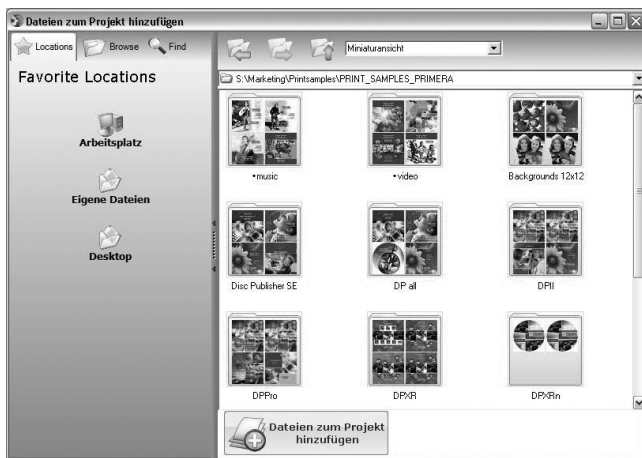 Dateien zum Projekt hinzufügen
Locations Browse Find
Miniaturansicht
S:\Marketing\Printsamples\PRINT_SAMPLES_PRIMERA
Favorite Locations
Arbeitsplatz
Eigene Dateien
Desktop
•music •video Backgrounds 12x12
Disc Publisher SE DP all DPII
DPPro DPXR DPXRn
Dateien zum Projekt
hinzufügen